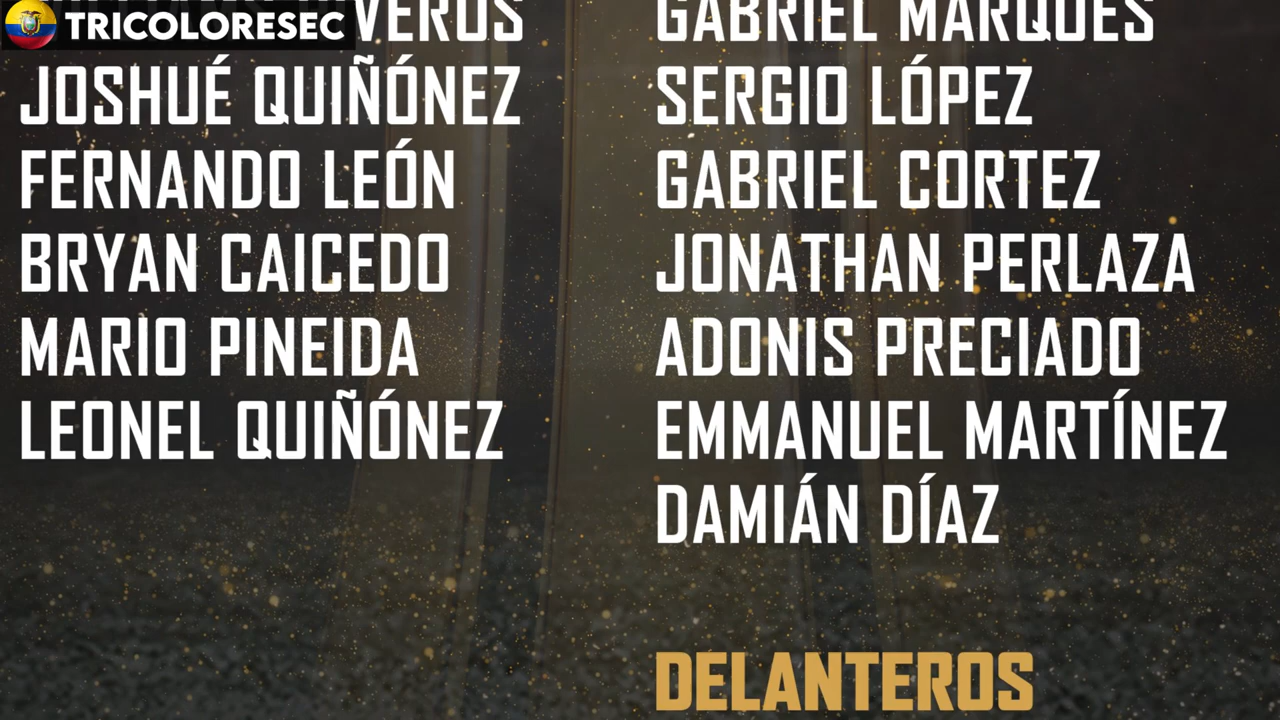 TRICOLORESEC
JOSHUÉ QUIÑÓNEZ
FERNANDO LEÓN
BRYAN CAICEDO
MARIO PINEIDA
LEONEL QUIÑÓNEZ
GABRIEL MARQUES
SERGIO LÓPEZ
GABRIEL CORTEZ
JONATHAN PERLAZA
ADONIS PRECIADO
EMMANUEL MARTÍNEZ
DAMIÁN DÍAZ
DELANTEROS